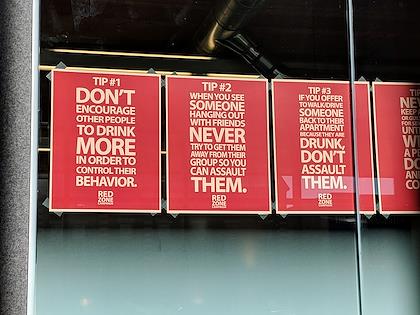 TIP #1
DON'T
ENCOURAGE
OTHER PEOPLE
TO DRINK
MORE
IN ORDER TO
CONTROL THEIR
BEHAVIOR.
RED
ZONE
TIP #2
WHEN YOU SEE
SOMEONE
HANGING OUT
WITH FRIENDS
NEVER
TRY TO GET THEM
AWAY FROM THEIR
GROUP SO YOU
CAN ASSAULT
THEM.
RED
ZONE
TIP #3
IF YOU OFFER
TO WALK/DRIVE
SOMEONE
BACK TO THEIR
APARTMENT
BECAUSE THEY ARE
DRUNK,
DON'T
ASSAULT
THEM.
RED
ZONE